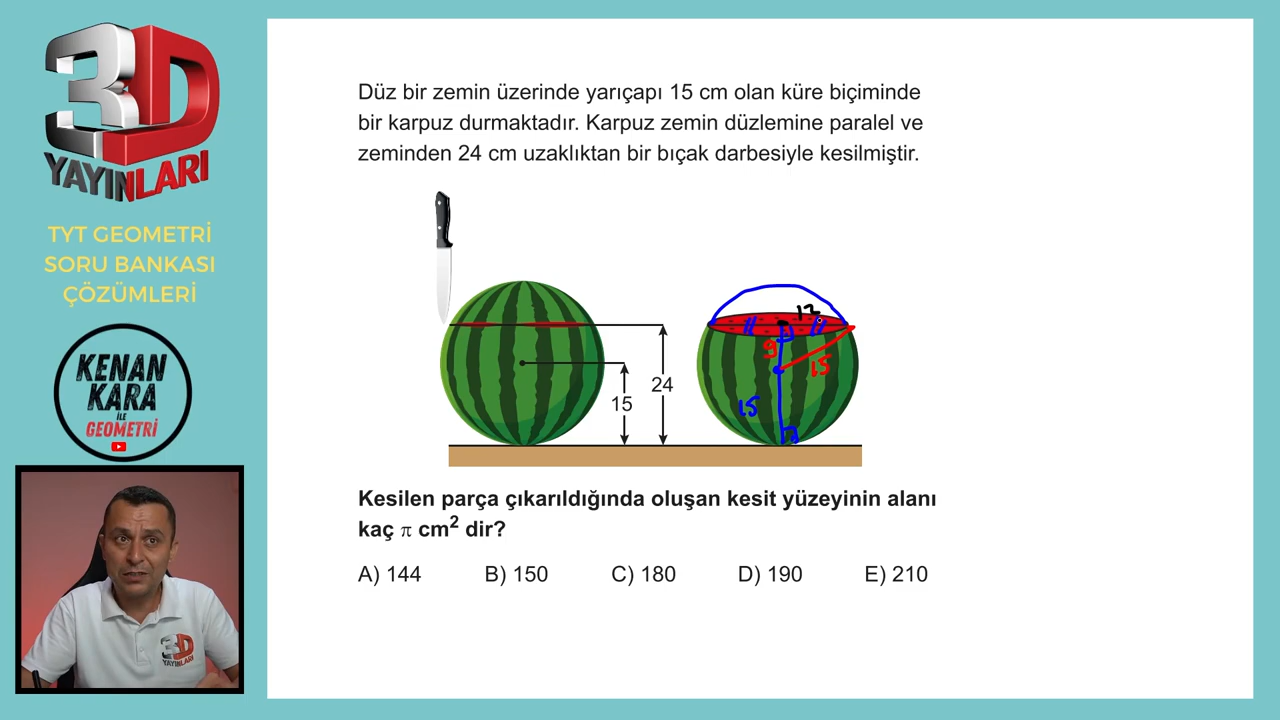 3D
YAYINLARI
TYT GEOMETRİ
SORU BANKASI
ÇÖZÜMLERİ
KENAN
KARA
İLE
GEOMETRİ
3D
YAYINLARI
Düz bir zemin üzerinde yarıçapı 15 cm olan küre biçiminde
bir karpuz durmaktadır. Karpuz zemin düzlemine paralel ve
zeminden 24 cm uzaklıktan bir bıçak darbesiyle kesilmiştir.
15
24
12
9
15
15
Kesilen parça çıkarıldığında oluşan kesit yüzeyinin alanı
kaç π cm² dir?
A) 144 B) 150 C) 180 D) 190 E) 210